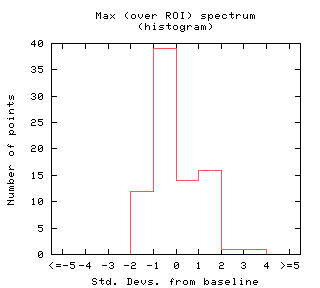 Max (over ROI) spectrum
(histogram)
40
35
30
25
20
15
10
5
0
Number of points
<=-5 -4 -3 -2 -1 0 1 2 3 4 >=5
Std. Devs. from baseline